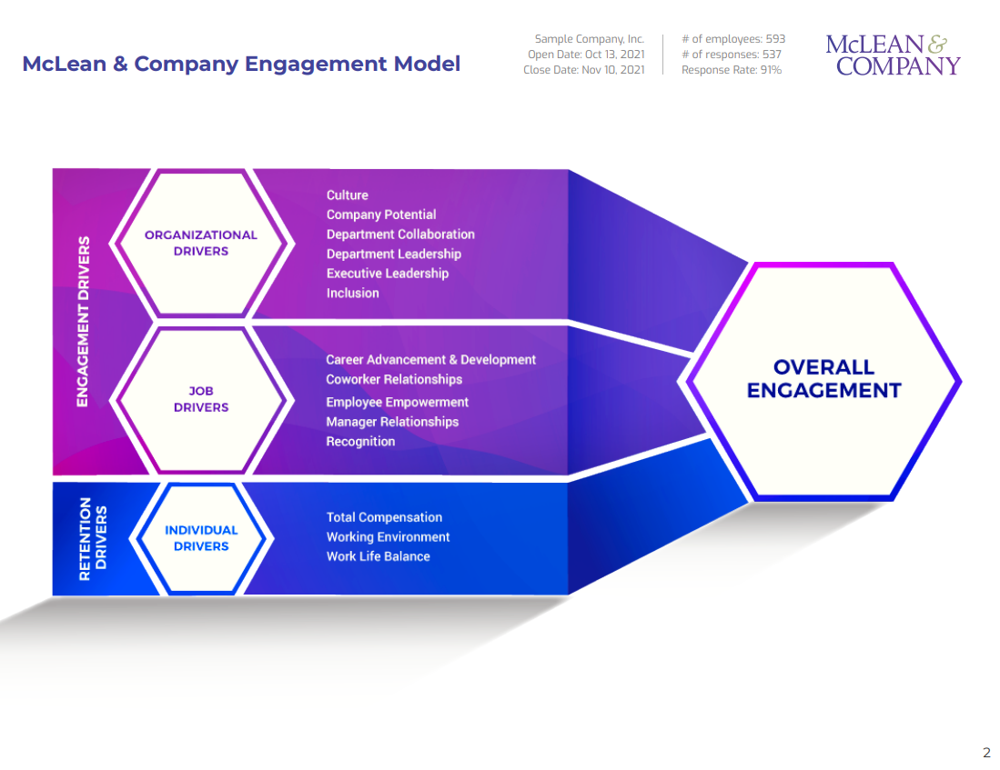 McLean & Company Engagement Model
Sample Company, Inc.
Open Date: Oct 13, 2021
Close Date: Nov 10, 2021
# of employees: 593
# of responses: 537
Response Rate: 91%
McLEAN &
COMPANY
ENGAGEMENT DRIVERS
ORGANIZATIONAL
DRIVERS
Culture
Company Potential
Department Collaboration
Department Leadership
Executive Leadership
Inclusion
JOB
DRIVERS
Career Advancement & Development
Coworker Relationships
Employee Empowerment
Manager Relationships
Recognition
RETENTION
DRIVERS
INDIVIDUAL
DRIVERS
Total Compensation
Working Environment
Work Life Balance
OVERALL
ENGAGEMENT
2